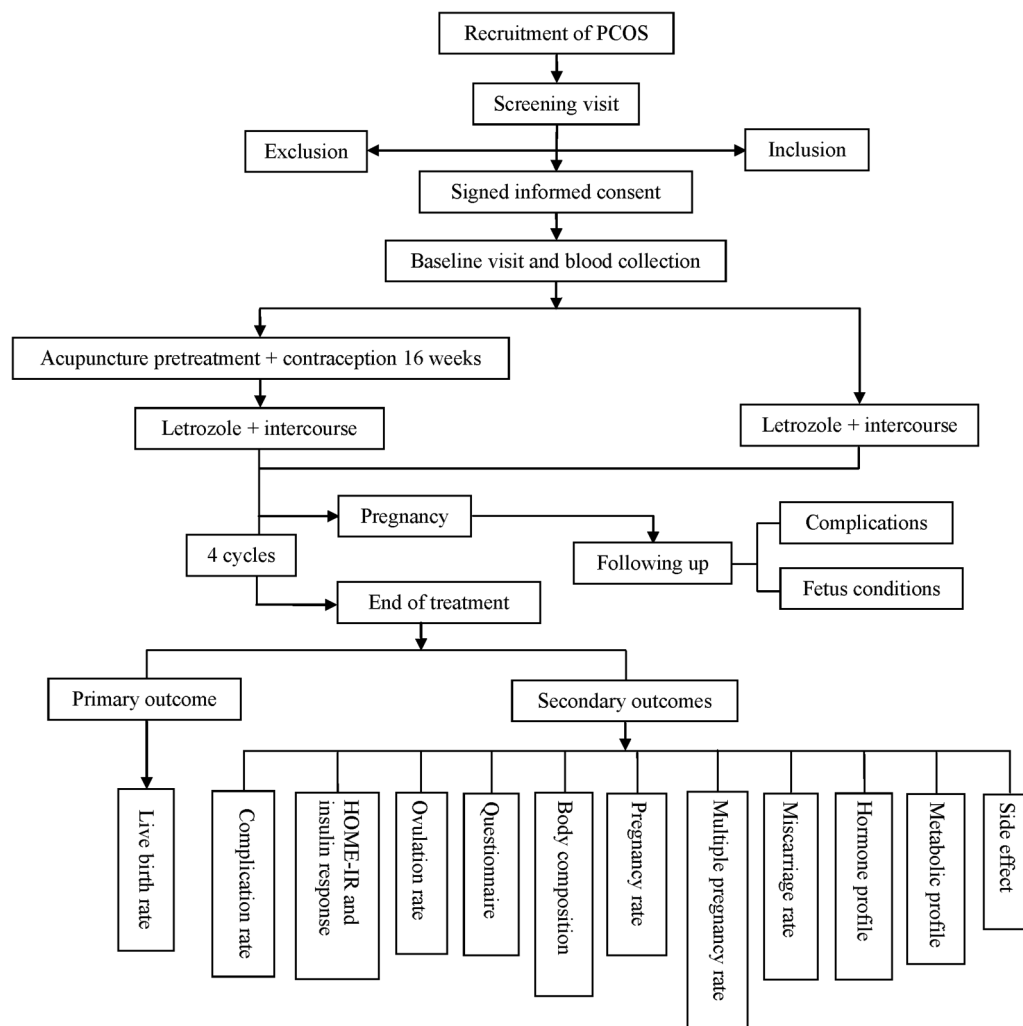 Recruitment of PCOS
Screening visit
Exclusion
Inclusion
Signed informed consent
Baseline visit and blood collection
Acupuncture pretreatment + contraception 16 weeks
Letrozole + intercourse
Letrozole + intercourse
Pregnancy
Complications
4 cycles
Following up
Fetus conditions
End of treatment
Primary outcome
Secondary outcomes
Live birth rate
Complication rate
HOME-IR and
insulin response
Ovulation rate
Questionnaire
Body composition
Pregnancy rate
Multiple pregnancy rate
Miscarriage rate
Hormone profile
Metabolic profile
Side effect